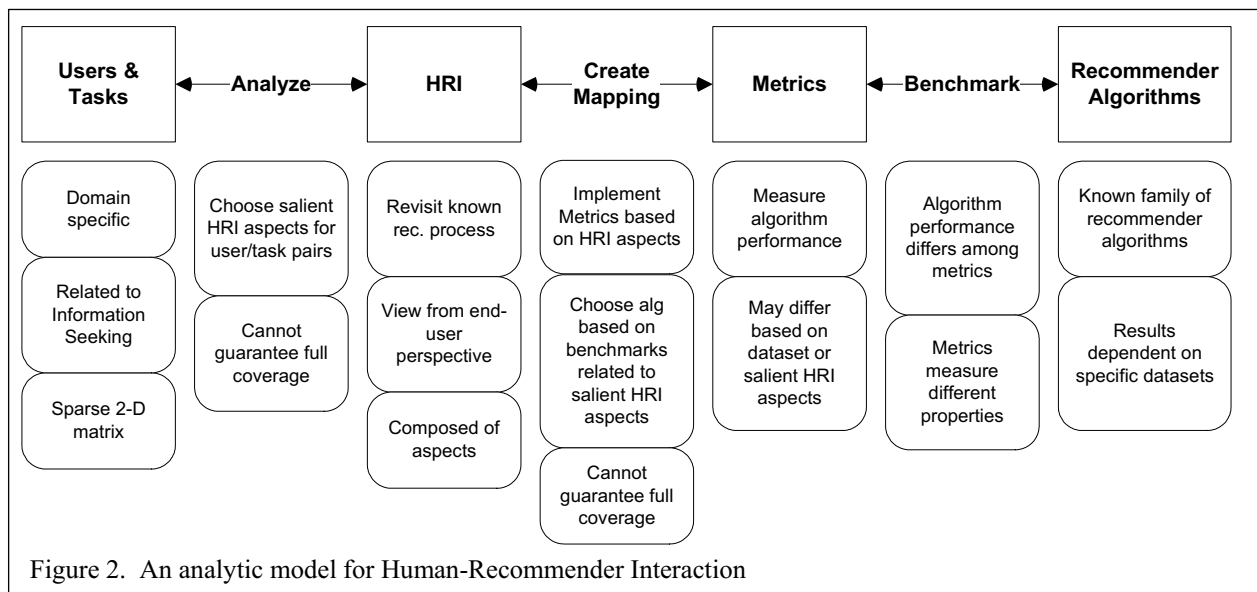 Users &
Tasks
Analyze
HRI
Create
Mapping
Metrics
Benchmark
Recommender
Algorithms
Domain
specific
Related to
Information
Seeking
Sparse 2-D
matrix
Choose salient
HRI aspects for
user/task pairs
Cannot
guarantee full
coverage
Revisit known
rec. process
View from end-
user
perspective
Composed of
aspects
Implement
Metrics based
on HRI aspects
Choose alg
based on
benchmarks
related to
salient HRI
aspects
Cannot
guarantee full
coverage
Measure
algorithm
performance
May differ
based on
dataset or
salient HRI
aspects
Algorithm
performance
differs among
metrics
Metrics
measure
different
properties
Known family of
recommender
algorithms
Results
dependent on
specific datasets
Figure 2. An analytic model for Human-Recommender Interaction